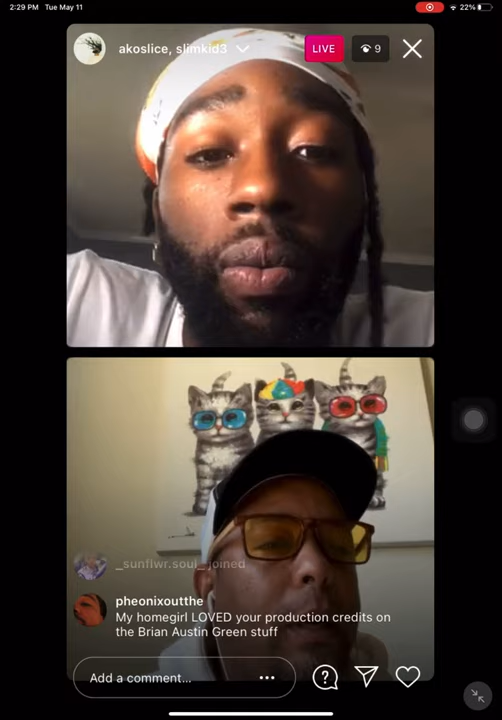 2:29 PM Tue May 11
22%
akoslice, slimkid3
LIVE
9
_sunflwr.soul_ joined
pheonixoutthe
My homegirl LOVED your production credits on
the Brian Austin Green stuff
Add a comment...